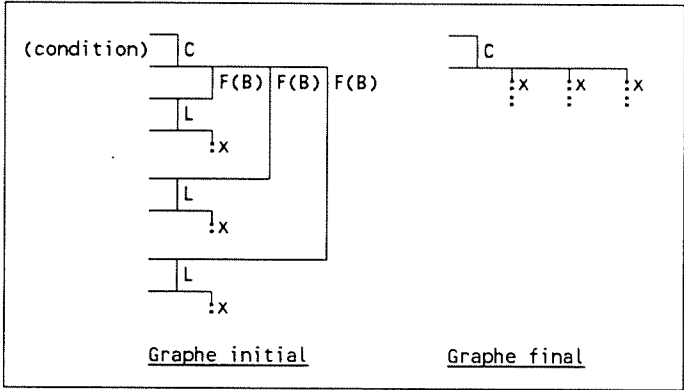 (condition) C C
F(B) F(B) F(B) x x x
L
x
L
x
L
x
Graphe initial Graphe final